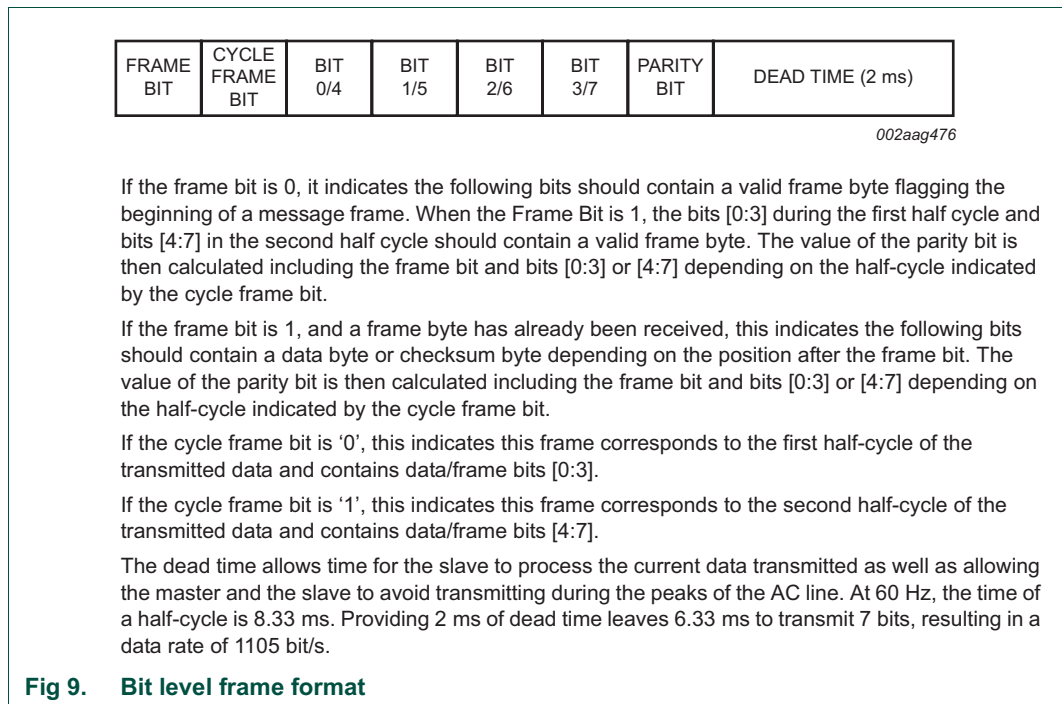 FRAME BIT
CYCLE FRAME BIT
BIT 0/4
BIT 1/5
BIT 2/6
BIT 3/7
PARITY BIT
DEAD TIME (2 ms)
002aag476
If the frame bit is 0, it indicates the following bits should contain a valid frame byte flagging the
beginning of a message frame. When the Frame Bit is 1, the bits [0:3] during the first half cycle and
bits [4:7] in the second half cycle should contain a valid frame byte. The value of the parity bit is
then calculated including the frame bit and bits [0:3] or [4:7] depending on the half-cycle indicated
by the cycle frame bit.
If the frame bit is 1, and a frame byte has already been received, this indicates the following bits
should contain a data byte or checksum byte depending on the position after the frame bit. The
value of the parity bit is then calculated including the frame bit and bits [0:3] or [4:7] depending on
the half-cycle indicated by the cycle frame bit.
If the cycle frame bit is ‘0’, this indicates this frame corresponds to the first half-cycle of the
transmitted data and contains data/frame bits [0:3].
If the cycle frame bit is ‘1’, this indicates this frame corresponds to the second half-cycle of the
transmitted data and contains data/frame bits [4:7].
The dead time allows time for the slave to process the current data transmitted as well as allowing
the master and the slave to avoid transmitting during the peaks of the AC line. At 60 Hz, the time of
a half-cycle is 8.33 ms. Providing 2 ms of dead time leaves 6.33 ms to transmit 7 bits, resulting in a
data rate of 1105 bit/s.
Fig 9. Bit level frame format